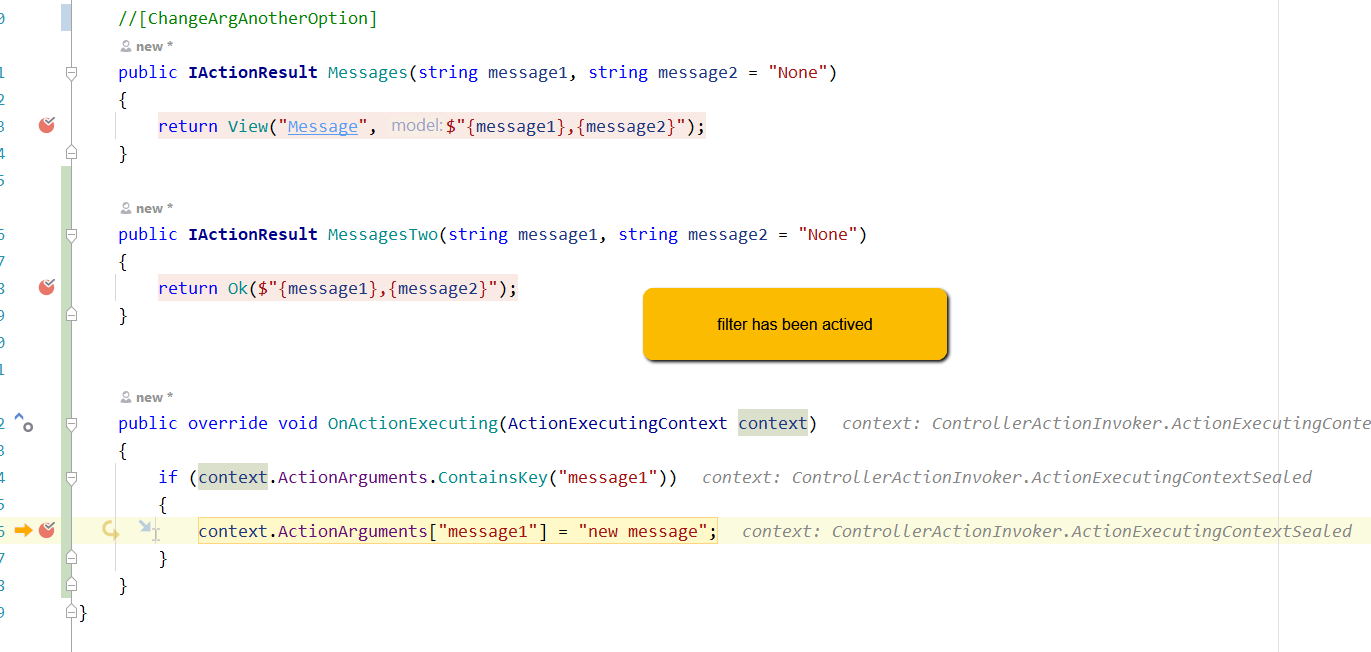 //[ChangeArgAnotherOption]
new *
public IActionResult Messages(string message1, string message2 = "None")
{
return View("Message", model:$"{message1},{message2}");
}
new *
public IActionResult MessagesTwo(string message1, string message2 = "None")
{
return Ok($"{message1},{message2}");
}
filter has been actived
new *
public override void OnActionExecuting(ActionExecutingContext context) context: ControllerActionInvoker.ActionExecutingConte
{
if (context.ActionArguments.ContainsKey("message1")) context: ControllerActionInvoker.ActionExecutingContextSealed
{
context.ActionArguments["message1"] = "new message"; context: ControllerActionInvoker.ActionExecutingContextSealed
}
}
}